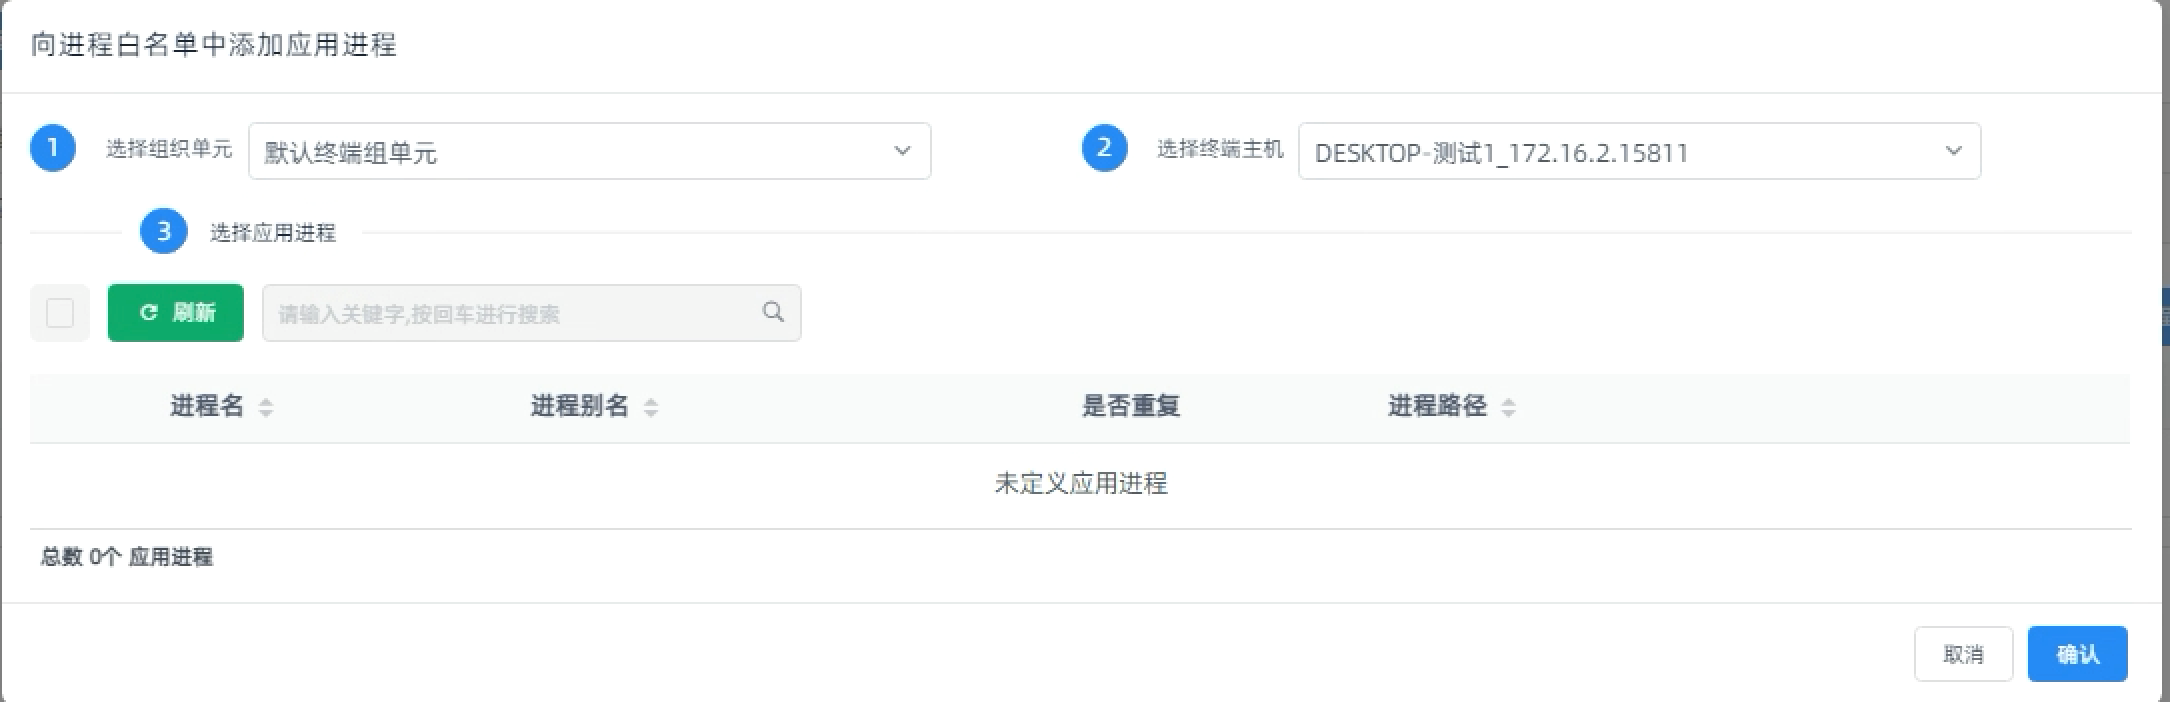 向进程白名单中添加应用进程
1 选择组织单元 默认终端组单元 2 选择终端主机 DESKTOP-测试1_172.16.2.15811
3 选择应用进程
刷新 请输入关键字,按回车进行搜索
进程名 进程别名 是否重复 进程路径
未定义应用进程
总数 0个 应用进程
取消 确认